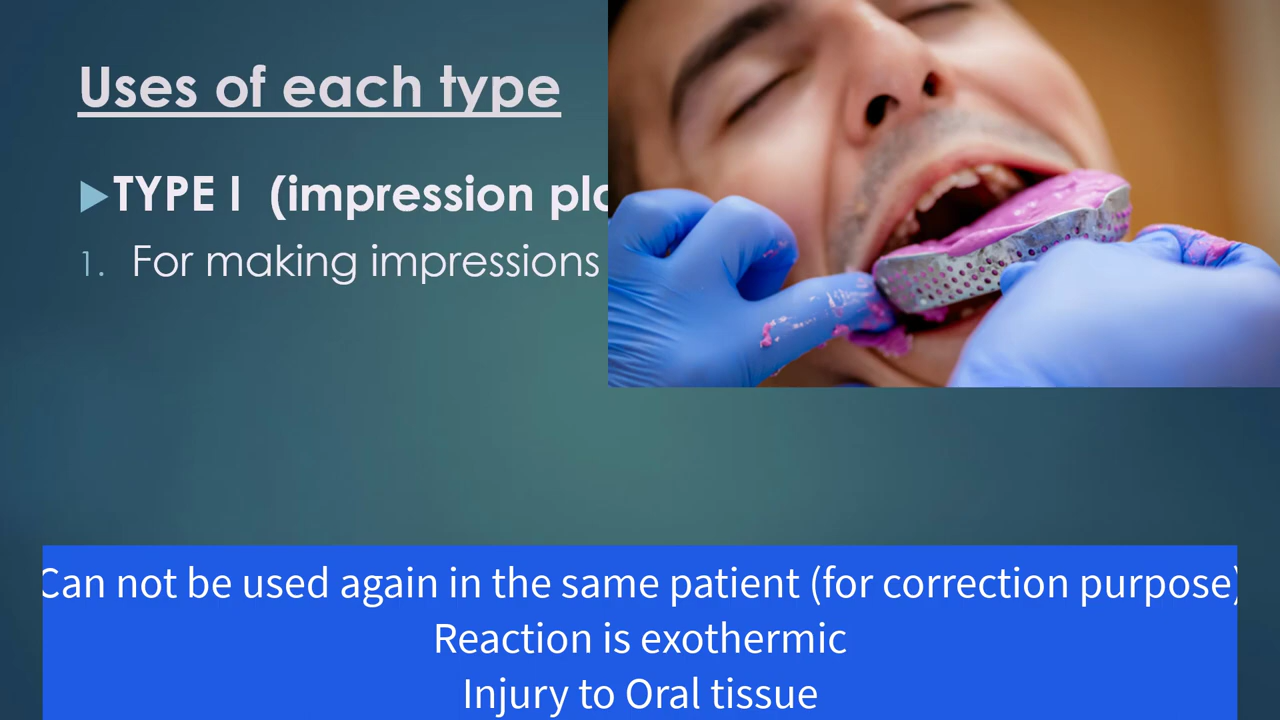 Uses of each type
TYPE I (impression
1. For making impressions
Can not be used again in the same patient (for correction purpose)
Reaction is exothermic
Injury to Oral tissue